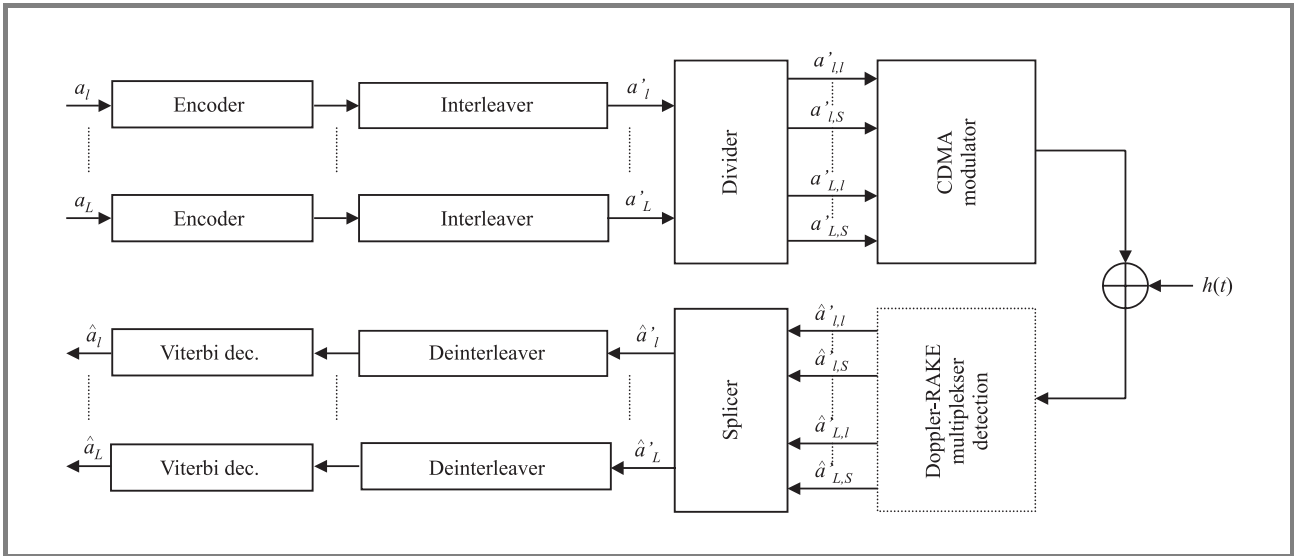 a_l
Encoder
Interleaver
a'_l
Divider
a'_{l,l}
a'_{l,S}
a'_{L,l}
a'_{L,S}
CDMA
modulator
a_L
Encoder
Interleaver
a'_L
h(t)
â_l
Viterbi dec.
Deinterleaver
â'_l
Splicer
â'_{l,l}
â'_{l,S}
â'_{L,l}
â'_{L,S}
Doppler-RAKE
multiplekser
detection
â_L
Viterbi dec.
Deinterleaver
â'_L